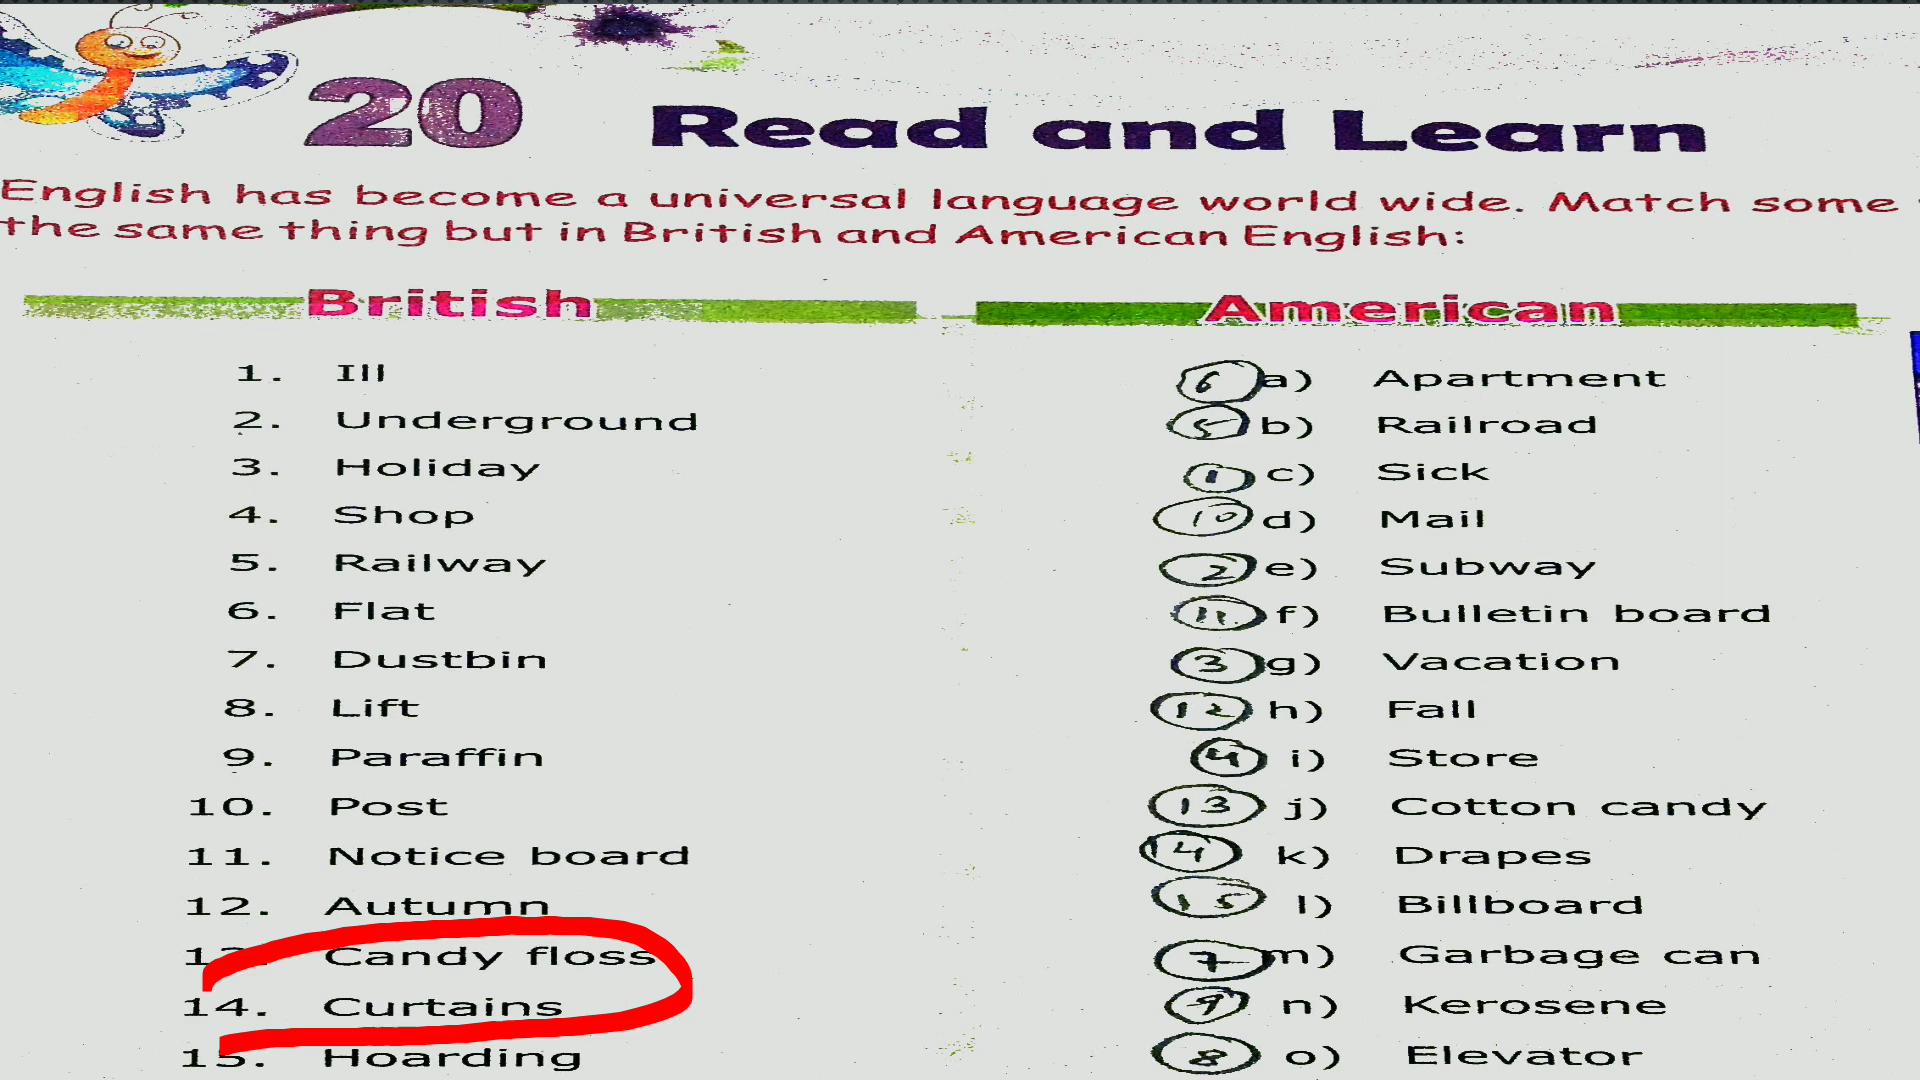 20 Read and Learn
English has become a universal language world wide. Match some
the same thing but in British and American English:
British American
1. Ill
2. Underground
3. Holiday
4. Shop
5. Railway
6. Flat
7. Dustbin
8. Lift
9. Paraffin
10. Post
11. Notice board
12. Autumn
13. Candy floss
14. Curtains
15. Hoarding
6 a) Apartment
5 b) Railroad
1 c) Sick
10 d) Mail
2 e) Subway
11 f) Bulletin board
3 g) Vacation
12 h) Fall
4 i) Store
13 j) Cotton candy
14 k) Drapes
15 l) Billboard
7 m) Garbage can
9 n) Kerosene
8 o) Elevator